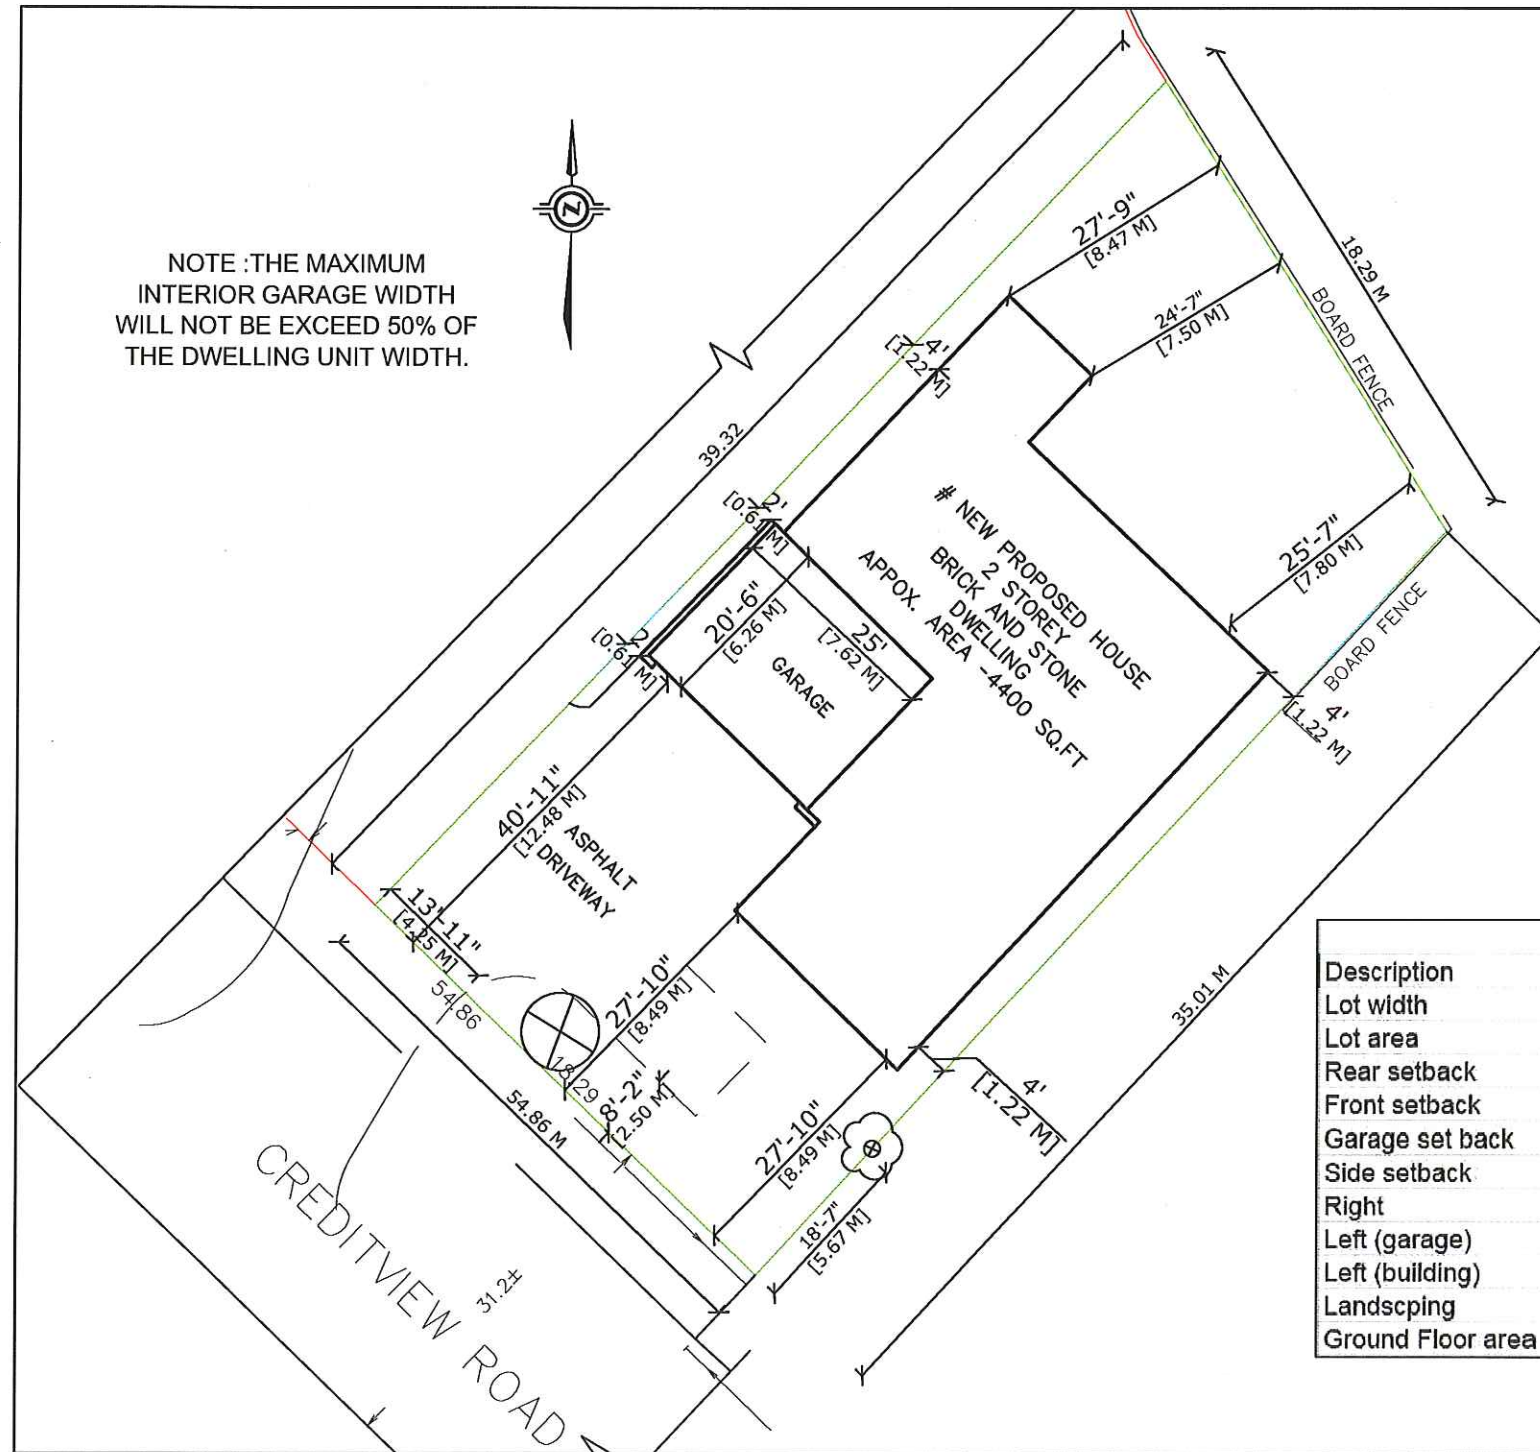 NOTE :THE MAXIMUM
INTERIOR GARAGE WIDTH
WILL NOT BE EXCEED 50% OF
THE DWELLING UNIT WIDTH.
N
27'-9"
[8.47 M]
18.29 M
24'-7"
[7.50 M]
BOARD FENCE
4'
[1.22 M]
39.32
2'
[0.61 M]
# NEW PROPOSED HOUSE
2 STOREY
BRICK AND STONE
DWELLING
APPOX. AREA -4400 SQ.FT
25'-7"
[7.80 M]
BOARD FENCE
20'-6"
[6.26 M]
25'
[7.62 M]
GARAGE
2'
[0.61 M]
4'
[1.22 M]
40'-11"
[12.48 M]
ASPHALT
DRIVEWAY
13'-11"
[4.25 M]
54.86
27'-10"
[8.49 M]
18.29
8'-2"
[2.50 M]
54.86 M
35.01 M
4'
[1.22 M]
27'-10"
[8.49 M]
18'-7"
[5.67 M]
CREDITVIEW ROAD
31.2±
Description
Lot width
Lot area
Rear setback
Front setback
Garage set back
Side setback
Right
Left (garage)
Left (building)
Landscping
Ground Floor area